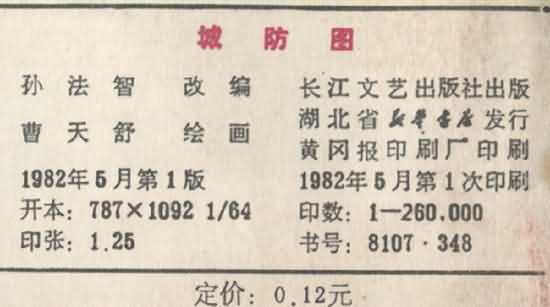 城防图
孙法智 改编
曹天舒 绘画
1982年5月第1版
开本：787×1092 1/64
印张：1.25
长江文艺出版社出版
湖北省新华书店发行
黄冈报印刷厂印刷
1982年5月第1次印刷
印数：1—260.000
书号：8107·348
定价：0.12元